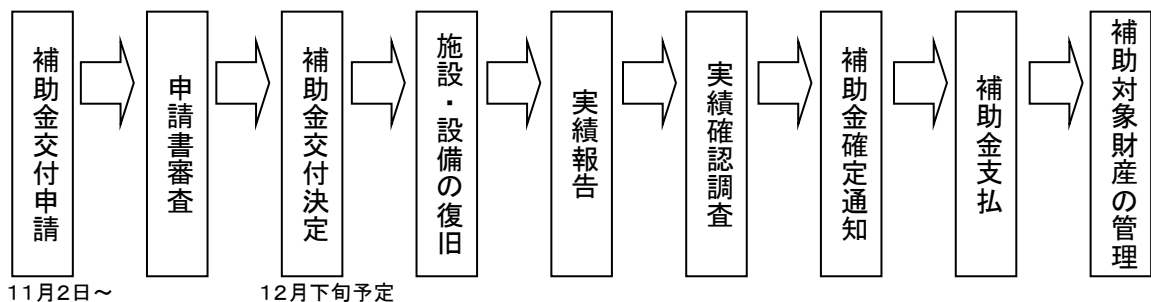 補助金交付申請
申請書審査
補助金交付決定
施設・設備の復旧
実績報告
実績確認調査
補助金確定通知
補助金支払
補助対象財産の管理
11月2日～
12月下旬予定